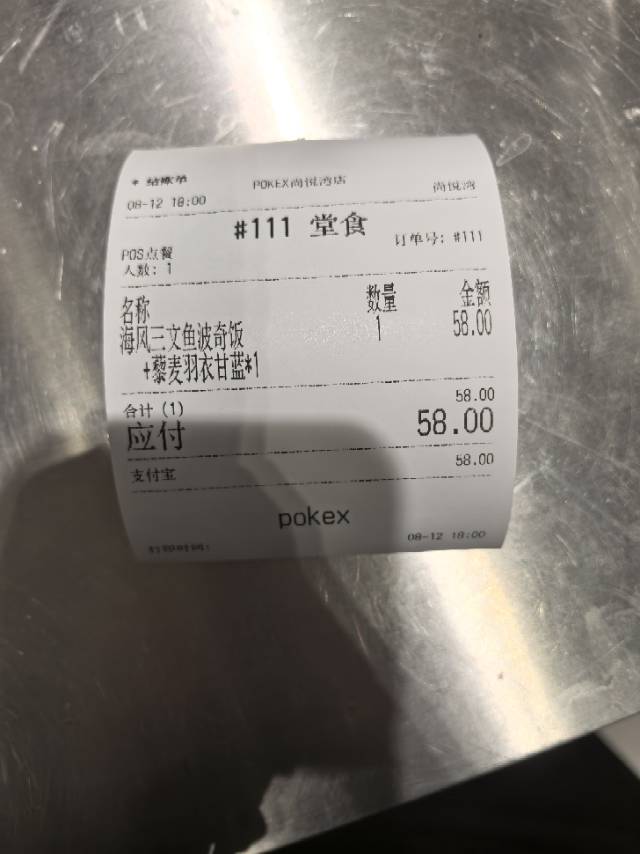 * 结账单 POKEX尚悦湾店 尚悦湾
08-12 18:00
#111 堂食 订单号: #111
POS点餐
人数: 1
名称 数量 金额
海风三文鱼波奇饭 1 58.00
+藜麦羽衣甘蓝*1
合计 (1) 58.00
应付 58.00
支付宝 58.00
pokex
打印时间: 08-12 18:00